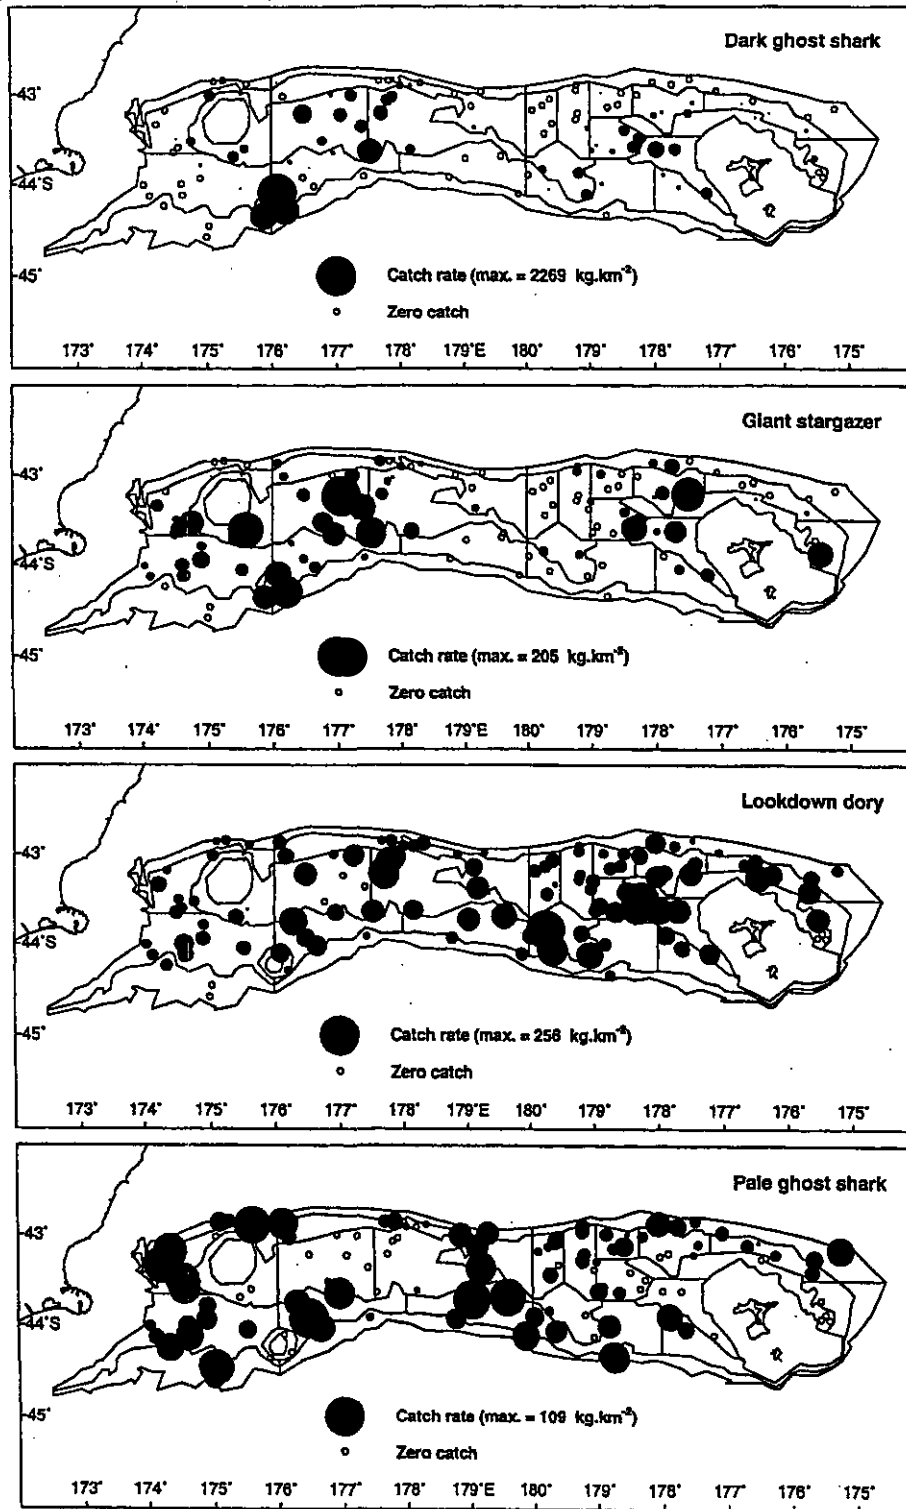 Dark ghost shark
43°
44°S
45°
Catch rate (max. = 2269 kg.km⁻²)
Zero catch
173° 174° 175° 176° 177° 178° 179°E 180° 179° 178° 177° 176° 175°
Giant stargazer
43°
44°S
45°
Catch rate (max. = 205 kg.km⁻²)
Zero catch
173° 174° 175° 176° 177° 178° 179°E 180° 179° 178° 177° 176° 175°
Lookdown dory
43°
44°S
45°
Catch rate (max. = 256 kg.km⁻²)
Zero catch
173° 174° 175° 176° 177° 178° 179°E 180° 179° 178° 177° 176° 175°
Pale ghost shark
43°
44°S
45°
Catch rate (max. = 109 kg.km⁻²)
Zero catch
173° 174° 175° 176° 177° 178° 179°E 180° 179° 178° 177° 176° 175°